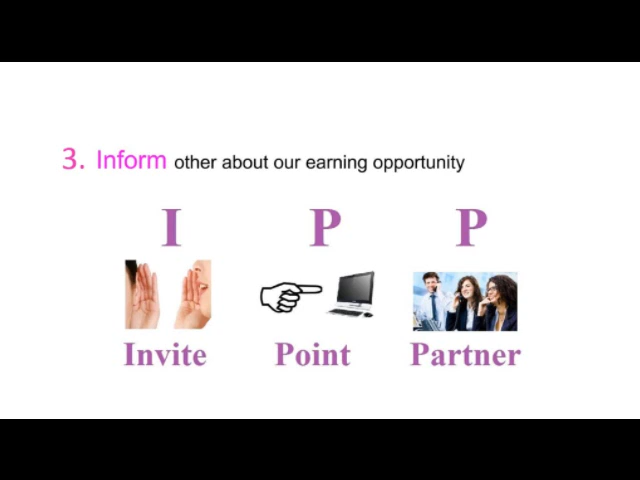 3. Inform other about our earning opportunity
I P P
Invite Point Partner